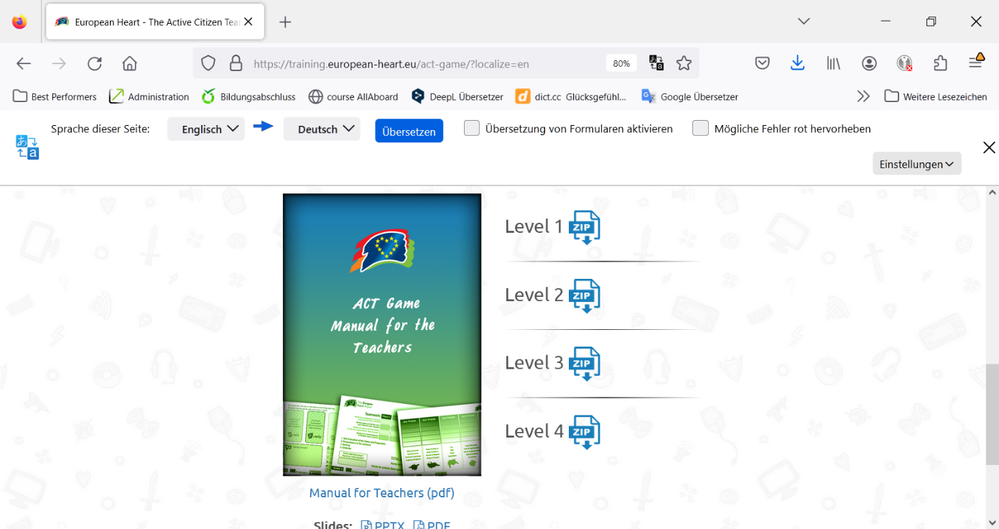 European Heart - The Active Citizen Tea
https://training.european-heart.eu/act-game/?localize=en
80%
Best Performers
Administration
Bildungsabschluss
course AllAboard
DeepL Übersetzer
dict.cc Glücksgefühl...
Google Übersetzer
Weitere Lesezeichen
Sprache dieser Seite:
Englisch
Deutsch
Übersetzen
Übersetzung von Formularen aktivieren
Mögliche Fehler rot hervorheben
Einstellungen
ACT Game
Manual for the
Teachers
Teamwork
Level 1 ZIP
Level 2 ZIP
Level 3 ZIP
Level 4 ZIP
Manual for Teachers (pdf)
Slides: PPTX PDF